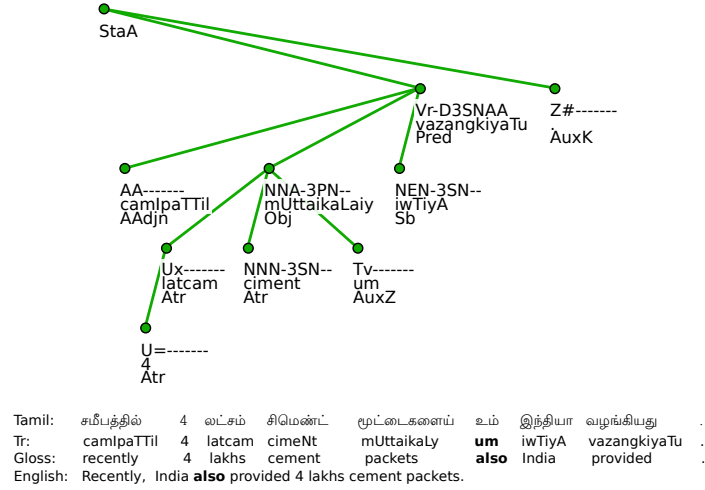 StaA
Vr-D3SNAA Z#-------
vazangkiyaTu .
Pred AuxK
AA------- NNA-3PN-- NEN-3SN--
camIpaTTil mUttaikaLaiy iwTiyA
AAdjn Obj Sb
Ux------- NNN-3SN-- Tv-------
latcam ciment um
Atr Atr AuxZ
U=-------
4
Atr
Tamil: சமீபத்தில் 4 லட்சம் சிமெண்ட் மூட்டைகளைய் உம் இந்தியா வழங்கியது .
Tr: camIpaTTil 4 latcam cimeNt mUttaikaLy um iwTiyA vazangkiyaTu .
Gloss: recently 4 lakhs cement packets also India provided .
English: Recently, India also provided 4 lakhs cement packets.